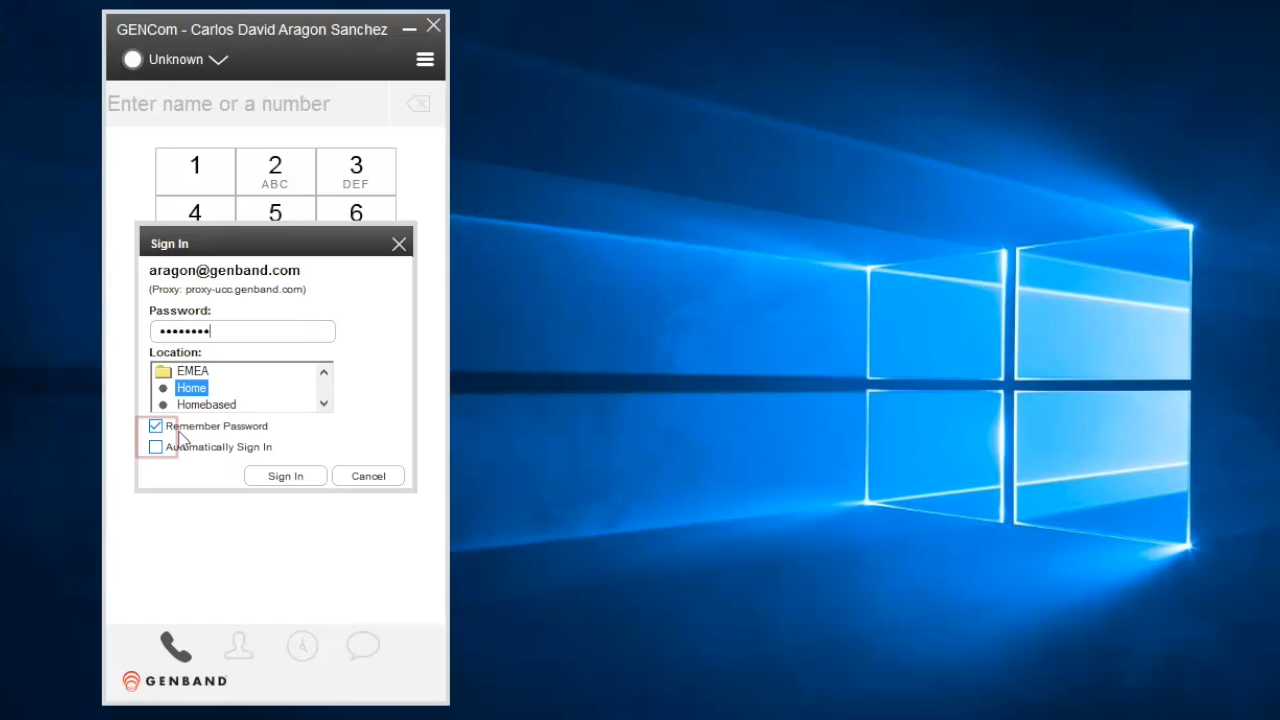 GENCom - Carlos David Aragon Sanchez
Unknown
Enter name or a number
1 2 3
ABC DEF
4 5 6
Sign In
aragon@genband.com
(Proxy: proxy-ucc.genband.com)
Password:
••••••••
Location:
EMEA
Home
Homebased
Remember Password
Automatically Sign In
Sign In Cancel
GENBAND